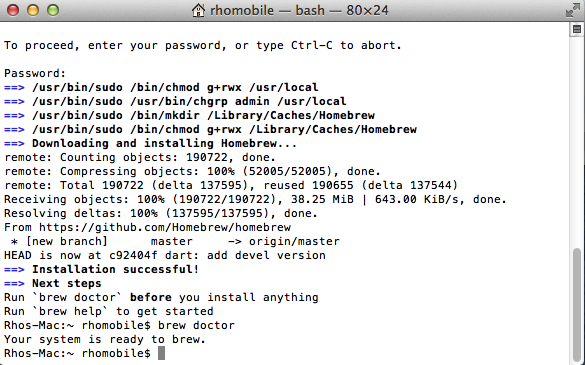 rhomobile — bash — 80×24
To proceed, enter your password, or type Ctrl-C to abort.
Password:
==> /usr/bin/sudo /bin/chmod g+rwx /usr/local
==> /usr/bin/sudo /usr/bin/chgrp admin /usr/local
==> /usr/bin/sudo /bin/mkdir /Library/Caches/Homebrew
==> /usr/bin/sudo /bin/chmod g+rwx /Library/Caches/Homebrew
==> Downloading and installing Homebrew...
remote: Counting objects: 190722, done.
remote: Compressing objects: 100% (52005/52005), done.
remote: Total 190722 (delta 137595), reused 190655 (delta 137544)
Receiving objects: 100% (190722/190722), 38.25 MiB | 643.00 KiB/s, done.
Resolving deltas: 100% (137595/137595), done.
From https://github.com/Homebrew/homebrew
 * [new branch]      master     -> origin/master
HEAD is now at c92404f dart: add devel version
==> Installation successful!
==> Next steps
Run `brew doctor` before you install anything
Run `brew help` to get started
Rhos-Mac:~ rhomobile$ brew doctor
Your system is ready to brew.
Rhos-Mac:~ rhomobile$